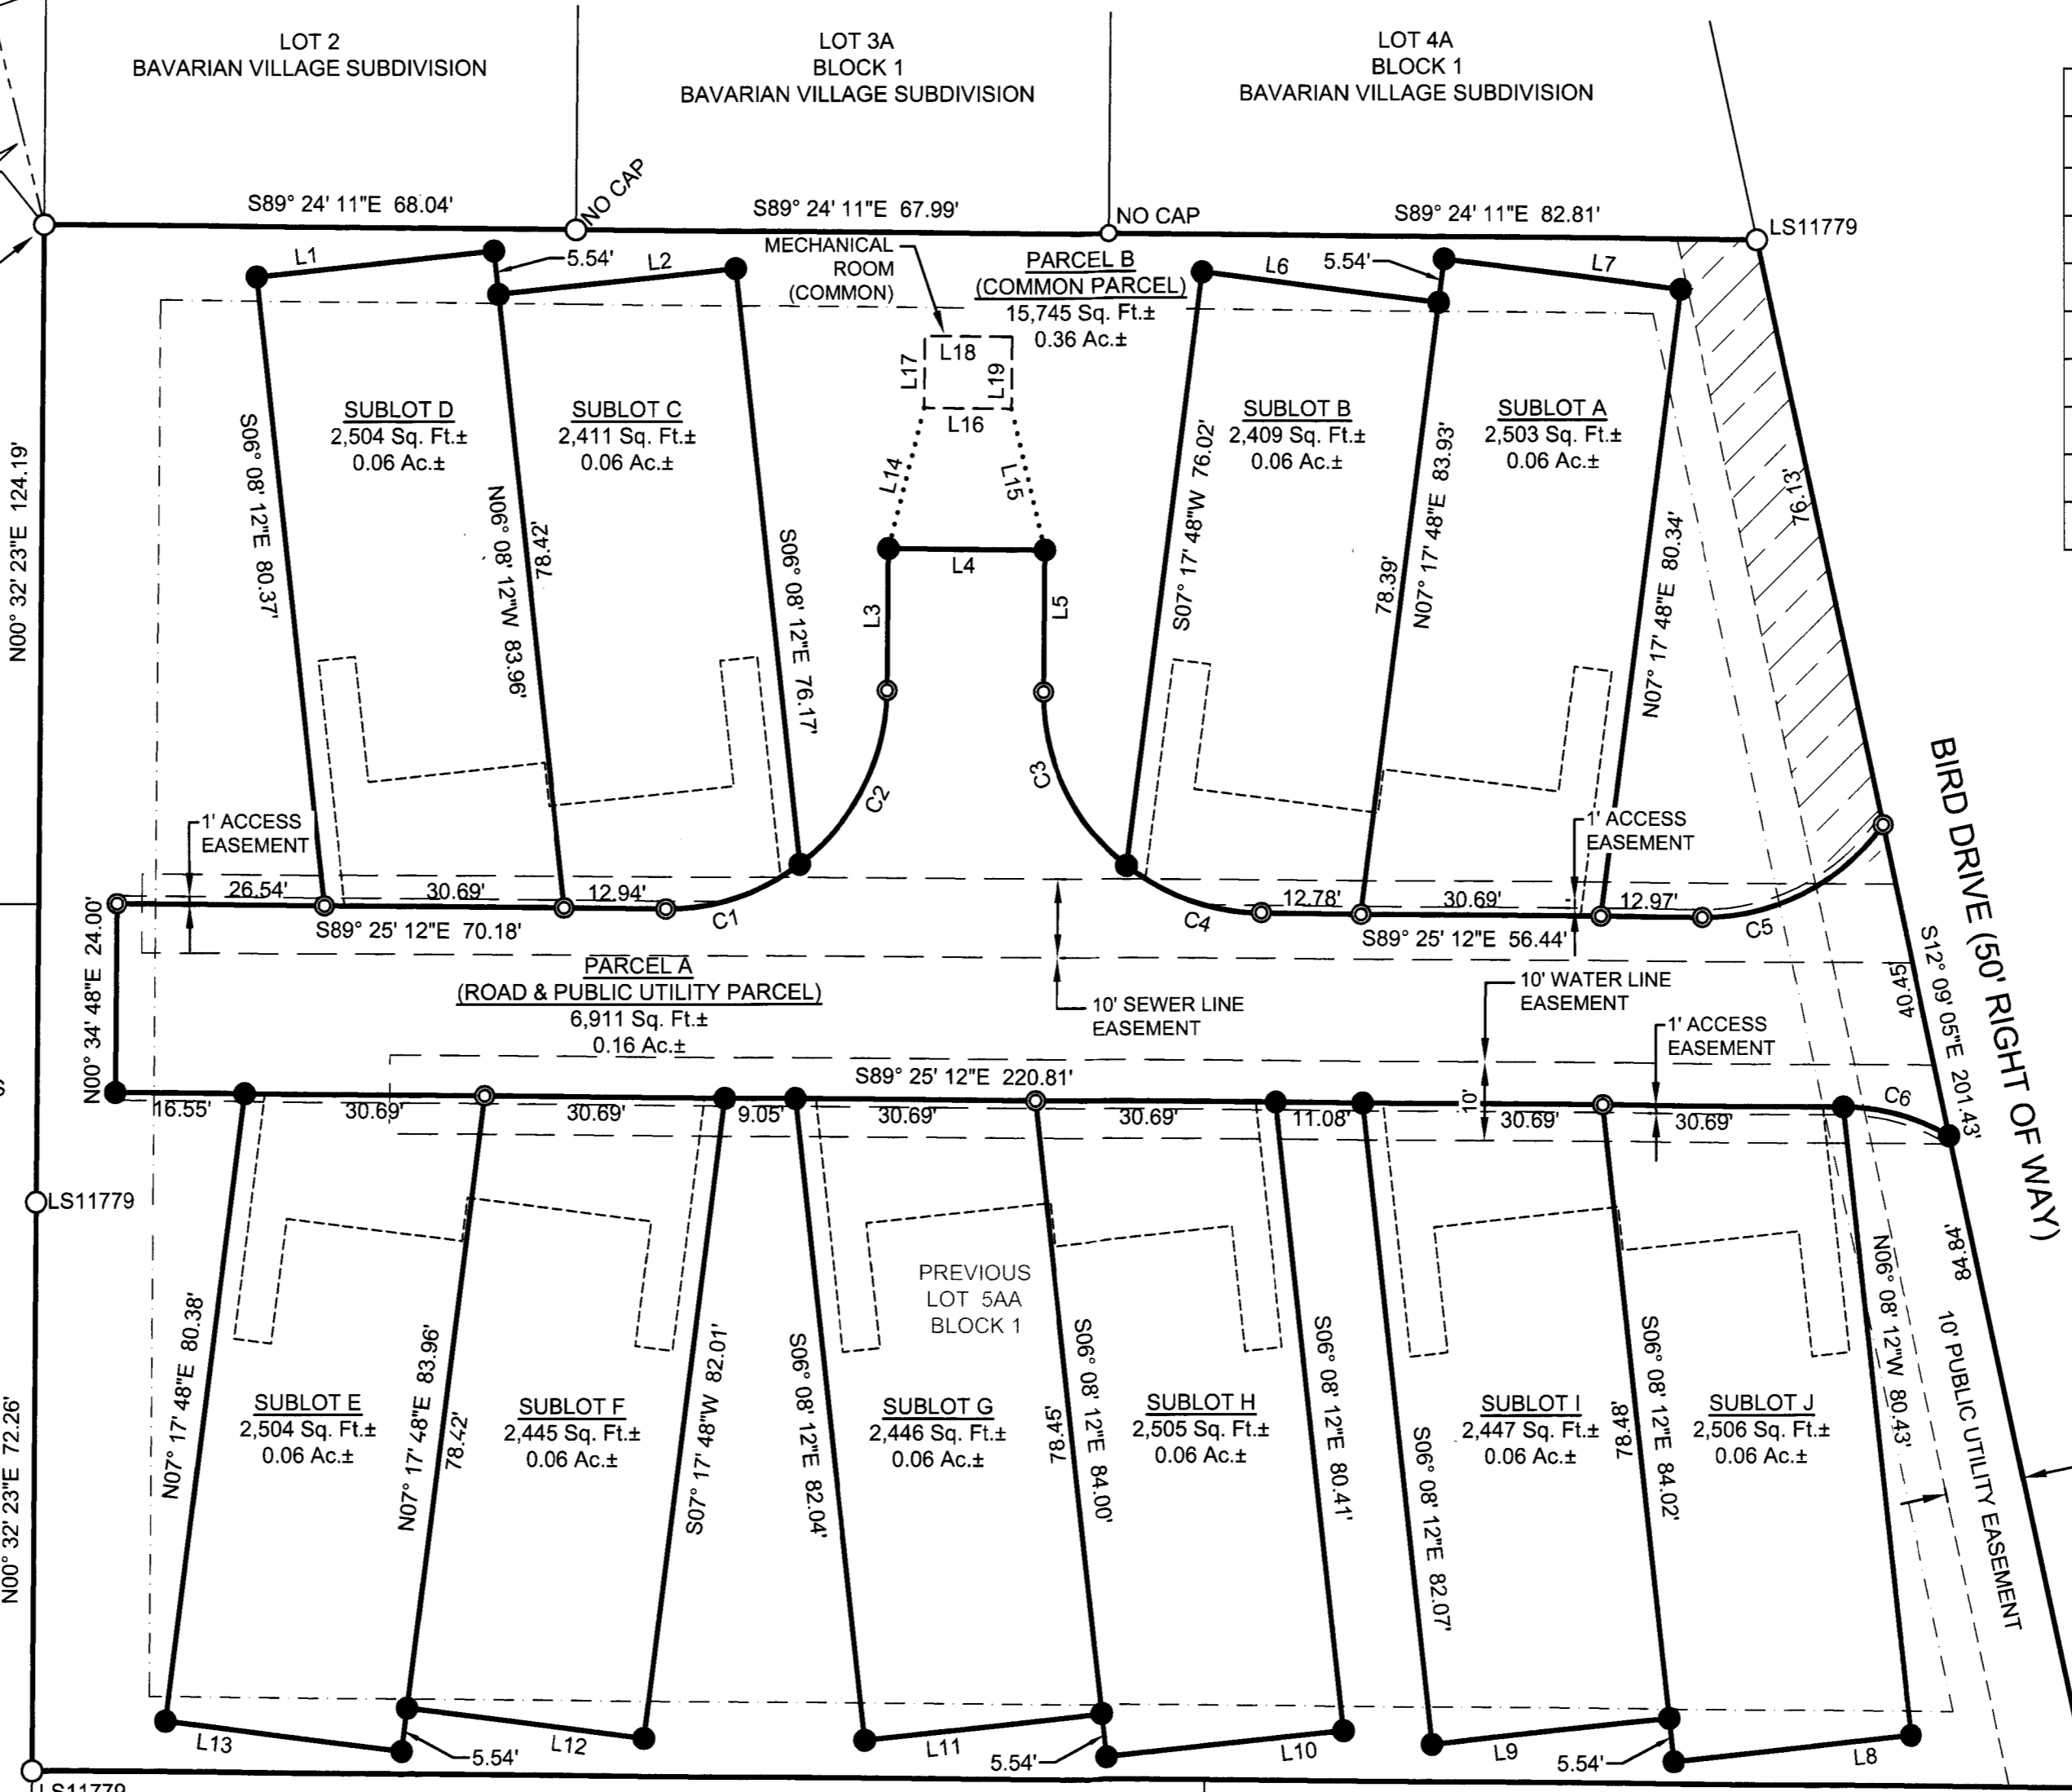 LOT 2
BAVARIAN VILLAGE SUBDIVISION
LOT 3A
BLOCK 1
BAVARIAN VILLAGE SUBDIVISION
LOT 4A
BLOCK 1
BAVARIAN VILLAGE SUBDIVISION
S89° 24' 11"E 68.04'
NO CAP
S89° 24' 11"E 67.99'
NO CAP
S89° 24' 11"E 82.81'
LS11779
L1
5.54'
L2
MECHANICAL
ROOM
(COMMON)
PARCEL B
(COMMON PARCEL)
15,745 Sq. Ft.±
0.36 Ac.±
L6
5.54'
L7
L17
L18
L19
L16
L14
L15
L4
L3
L5
N00° 32' 23"E 124.19'
S06° 08' 12"E 80.37'
SUBLOT D
2,504 Sq. Ft.±
0.06 Ac.±
N06° 08' 12"W 83.96'
78.42'
SUBLOT C
2,411 Sq. Ft.±
0.06 Ac.±
S06° 08' 12"E 76.17'
S07° 17' 48"W 76.02'
SUBLOT B
2,409 Sq. Ft.±
0.06 Ac.±
78.39'
N07° 17' 48"E 83.93'
SUBLOT A
2,503 Sq. Ft.±
0.06 Ac.±
N07° 17' 48"E 80.34'
76.13'
C2
C3
1' ACCESS
EASEMENT
1' ACCESS
EASEMENT
26.54'
30.69'
12.94'
C1
S89° 25' 12"E 70.18'
C4
12.78'
30.69'
12.97'
C5
S89° 25' 12"E 56.44'
BIRD DRIVE (50' RIGHT OF WAY)
N00° 34' 48"E 24.00'
PARCEL A
(ROAD & PUBLIC UTILITY PARCEL)
6,911 Sq. Ft.±
0.16 Ac.±
10' SEWER LINE
EASEMENT
10' WATER LINE
EASEMENT
1' ACCESS
EASEMENT
40.45'
S12° 09' 05"E 201.43'
S89° 25' 12"E 220.81'
16.55'
30.69'
30.69'
9.05'
30.69'
30.69'
11.08'
10'
30.69'
30.69'
C6
LS11779
84.84'
N00° 32' 23"E 72.26'
N07° 17' 48"E 80.38'
SUBLOT E
2,504 Sq. Ft.±
0.06 Ac.±
N07° 17' 48"E 83.96'
78.42'
SUBLOT F
2,445 Sq. Ft.±
0.06 Ac.±
S07° 17' 48"W 82.01'
S06° 08' 12"E 82.04'
PREVIOUS
LOT 5AA
BLOCK 1
SUBLOT G
2,446 Sq. Ft.±
0.06 Ac.±
78.45'
S06° 08' 12"E 84.00'
SUBLOT H
2,505 Sq. Ft.±
0.06 Ac.±
S06° 08' 12"E 80.41'
S06° 08' 12"E 82.07'
SUBLOT I
2,447 Sq. Ft.±
0.06 Ac.±
78.48'
S06° 08' 12"E 84.02'
SUBLOT J
2,506 Sq. Ft.±
0.06 Ac.±
N06° 08' 12"W 80.43'
10' PUBLIC UTILITY EASEMENT
L13
5.54'
L12
L11
5.54'
L10
L9
5.54'
L8
LS11779